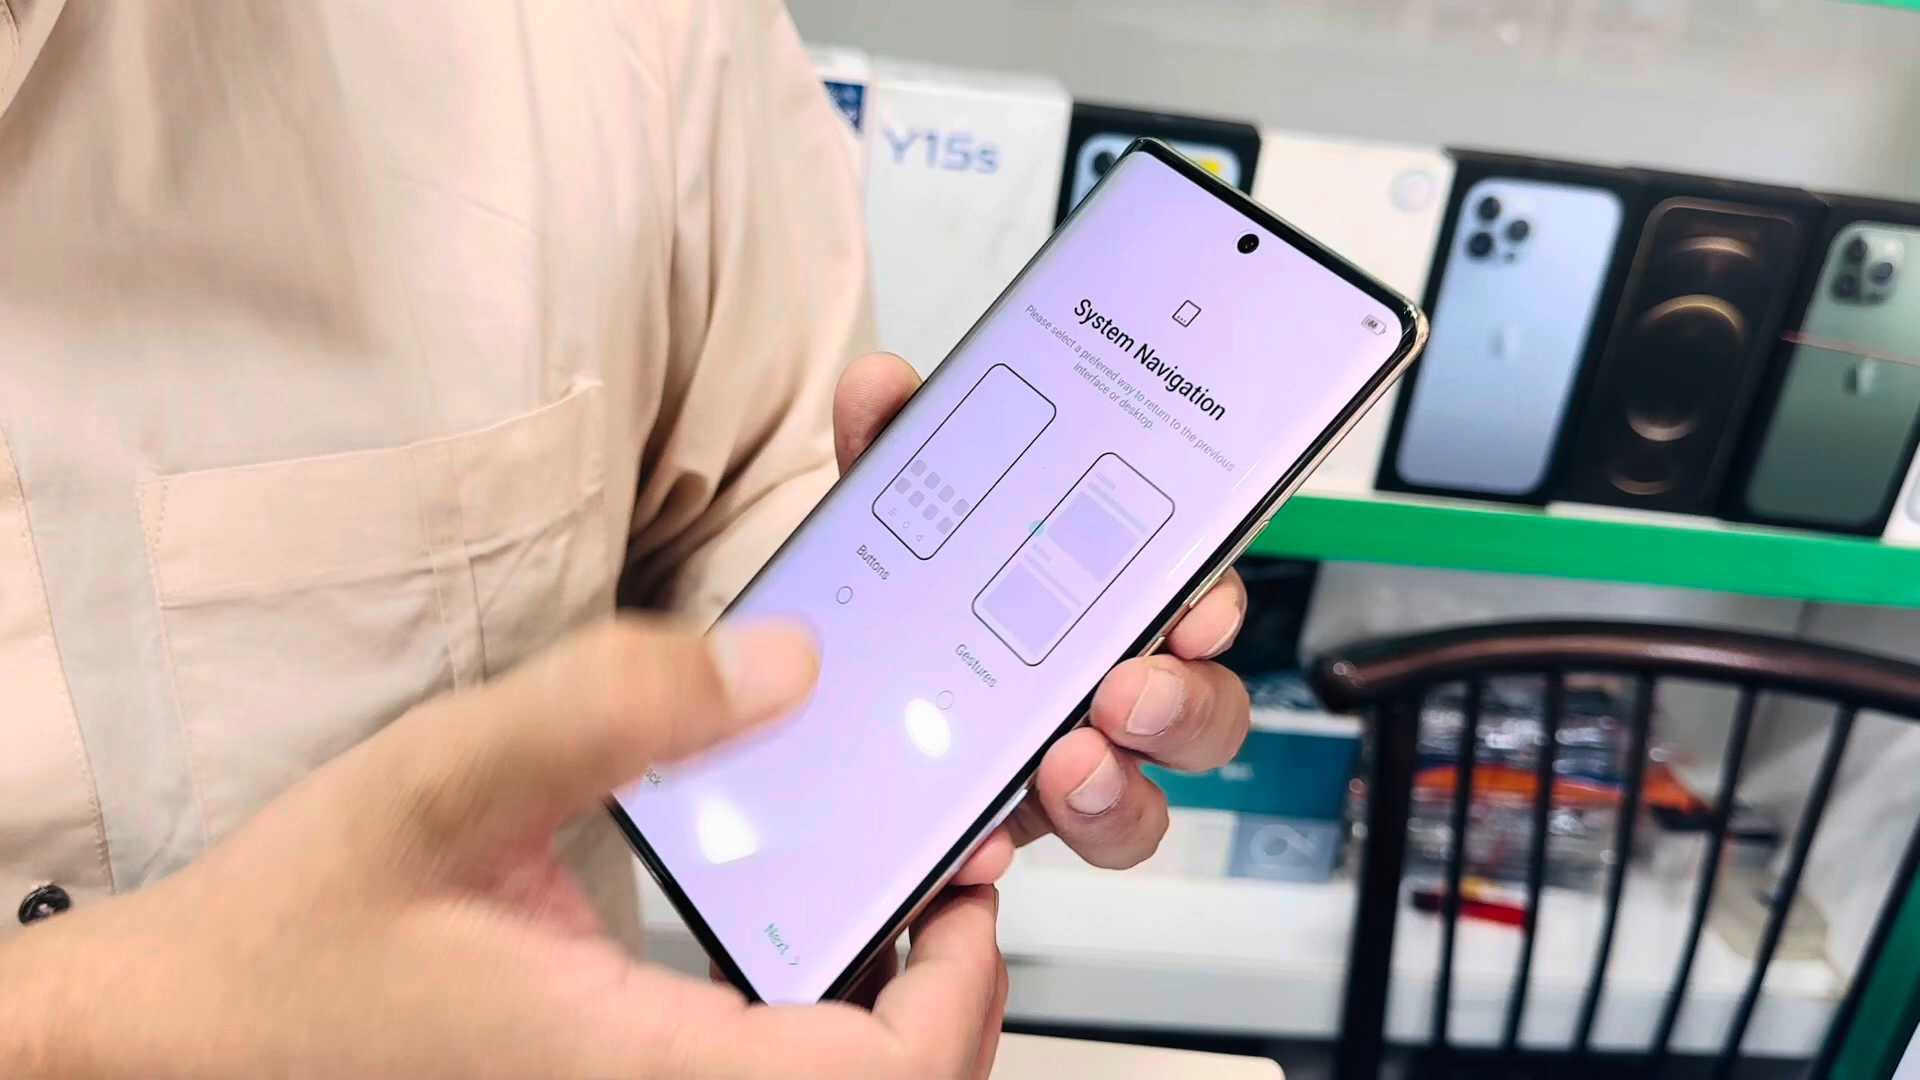 Y15s
System Navigation
Please select a preferred way to return to the previous
interface or desktop.
Buttons
Gestures
Next >